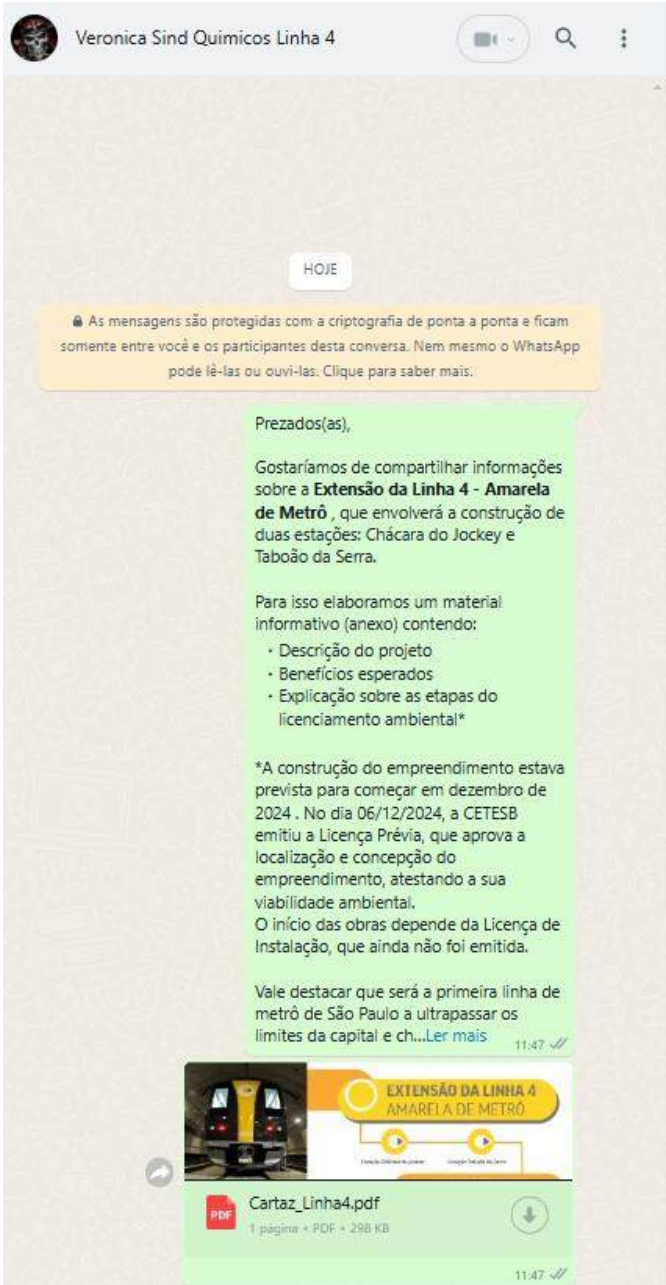 Veronica Sind Quimicos Linha 4
HOJE
As mensagens são protegidas com a criptografia de ponta a ponta e ficam
somente entre você e os participantes desta conversa. Nem mesmo o WhatsApp
pode lê-las ou ouvi-las. Clique para saber mais.
Prezados(as),
Gostaríamos de compartilhar informações
sobre a Extensão da Linha 4 - Amarela
de Metrô , que envolverá a construção de
duas estações: Chácara do Jockey e
Taboão da Serra.
Para isso elaboramos um material
informativo (anexo) contendo:
• Descrição do projeto
• Benefícios esperados
• Explicação sobre as etapas do
licenciamento ambiental*
*A construção do empreendimento estava
prevista para começar em dezembro de
2024 . No dia 06/12/2024, a CETESB
emitiu a Licença Prévia, que aprova a
localização e concepção do
empreendimento, atestando a sua
viabilidade ambiental.
O início das obras depende da Licença de
Instalação, que ainda não foi emitida.
Vale destacar que será a primeira linha de
metrô de São Paulo a ultrapassar os
limites da capital e ch...Ler mais
11:47
EXTENSÃO DA LINHA 4
AMARELA DE METRÔ
PDF
Cartaz_Linha4.pdf
1 página • PDF • 298 KB
11:47